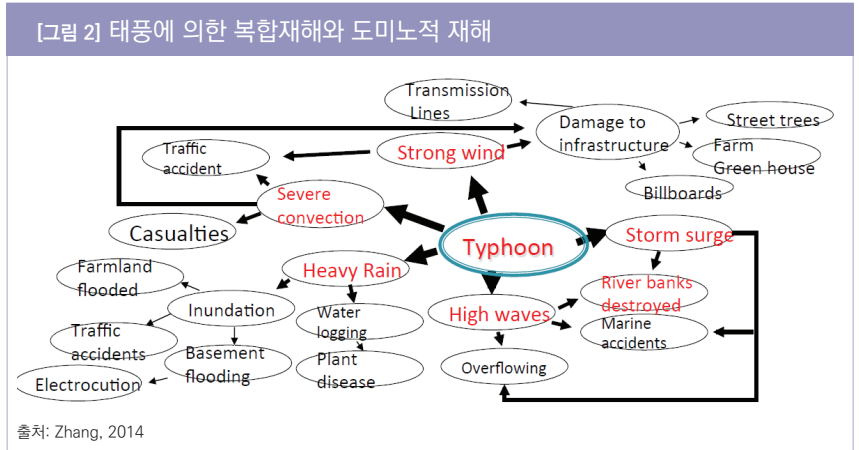 [그림 2] 태풍에 의한 복합재해와 도미노적 재해
Transmission
Lines
Damage to
infrastructure
Street trees
Farm
Green house
Billboards
Traffic
accident
Strong wind
Severe
convection
Casualties
Typhoon
Storm surge
Heavy Rain
Farmland
flooded
Inundation
Water
logging
High waves
River banks
destroyed
Marine
accidents
Traffic
accidents
Basement
flooding
Plant
disease
Overflowing
Electrocution
출처: Zhang, 2014